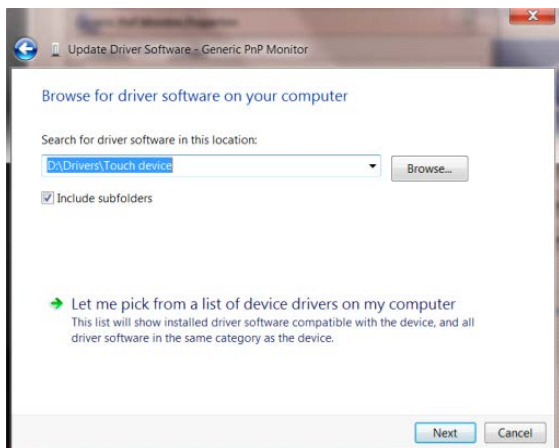 Update Driver Software - Generic PnP Monitor
Browse for driver software on your computer
Search for driver software in this location:
D:\Drivers\Touch device
Browse...
Include subfolders
Let me pick from a list of device drivers on my computer
This list will show installed driver software compatible with the device, and all
driver software in the same category as the device.
Next
Cancel